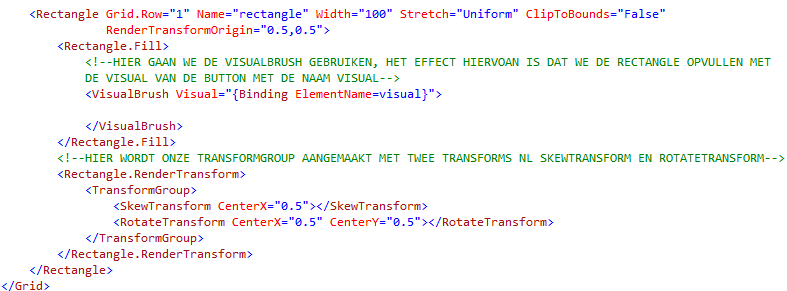 <Rectangle Grid.Row="1" Name="rectangle" Width="100" Stretch="Uniform" ClipToBounds="False"
RenderTransformOrigin="0.5,0.5">
<Rectangle.Fill>
<!--HIER GAAN WE DE VISUALBRUSH GEBRUIKEN, HET EFFECT HIERVOAN IS DAT WE DE RECTANGLE OPVULLEN MET
DE VISUAL VAN DE BUTTON MET DE NAAM VISUAL-->
<VisualBrush Visual="{Binding ElementName=visual}">
</VisualBrush>
</Rectangle.Fill>
<!--HIER WORDT ONZE TRANSFORMGROUP AANGEMAAKT MET TWEE TRANSFORMS NL SKEWTRANSFORM EN ROTATETRANSFORM-->
<Rectangle.RenderTransform>
<TransformGroup>
<SkewTransform CenterX="0.5"></SkewTransform>
<RotateTransform CenterX="0.5" CenterY="0.5"></RotateTransform>
</TransformGroup>
</Rectangle.RenderTransform>
</Rectangle>
</Grid>